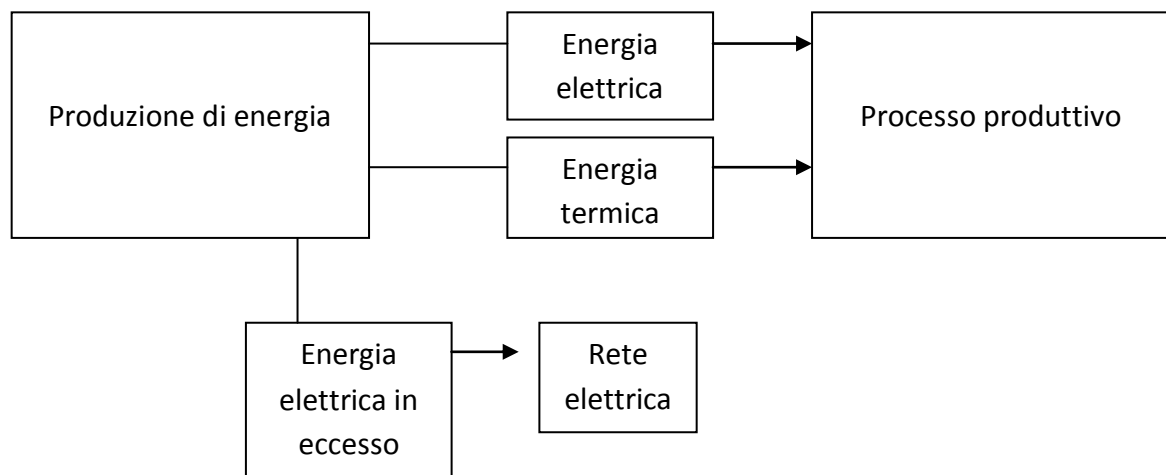 Produzione di energia
Energia
elettrica
Processo produttivo
Energia
termica
Energia
elettrica in
eccesso
Rete
elettrica